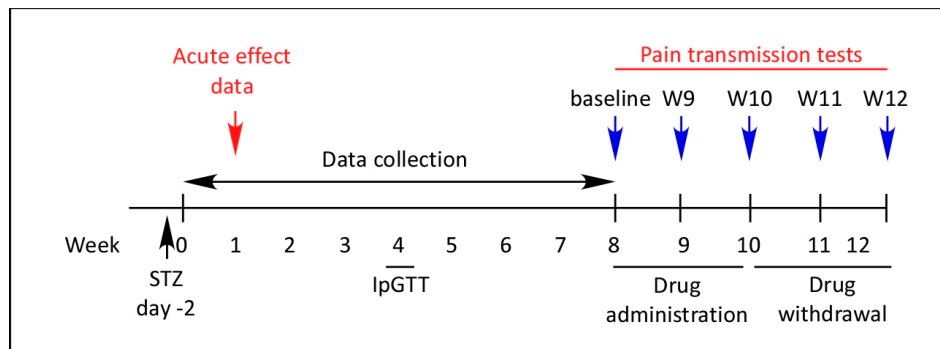 Acute effect
data
Pain transmission tests
baseline W9 W10 W11 W12
Data collection
Week 0 1 2 3 4 5 6 7 8 9 10 11 12
STZ
day -2
IpGTT
Drug
administration
Drug
withdrawal